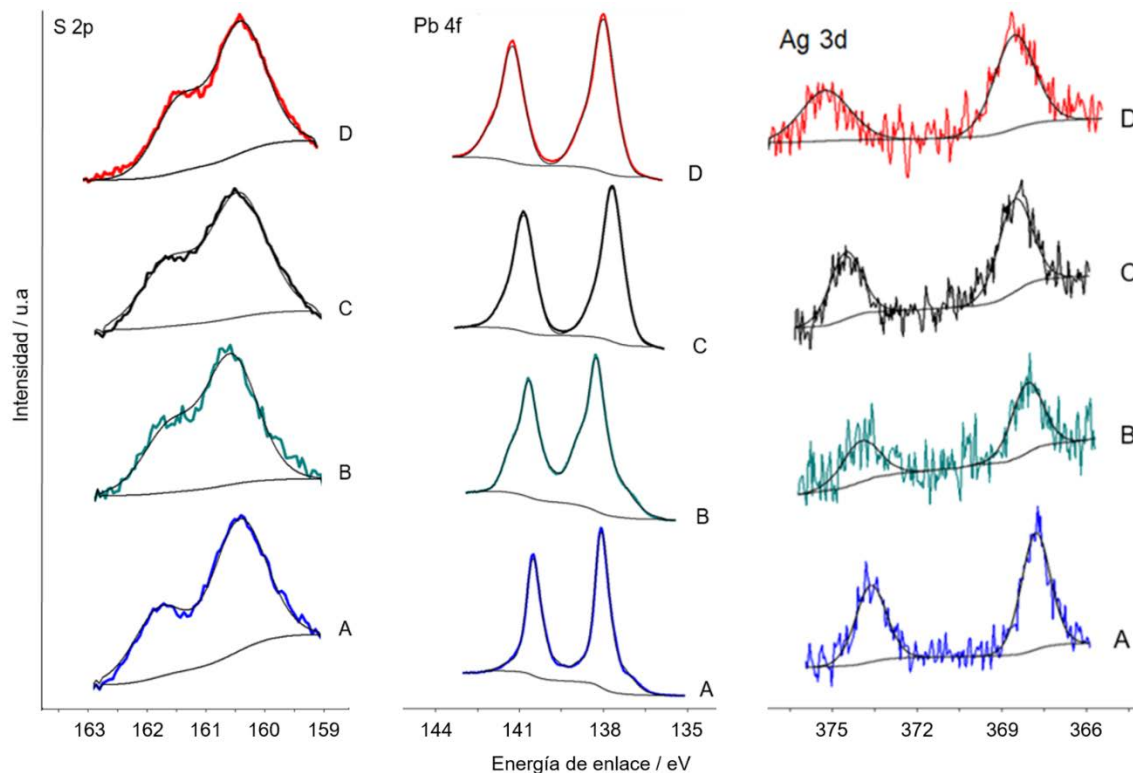 S 2p
Pb 4f
Ag 3d
D
D
D
C
C
C
B
B
B
A
A
A
Intensidad / u.a
163 162 161 160 159
144 141 138 135
375 372 369 366
Energía de enlace / eV